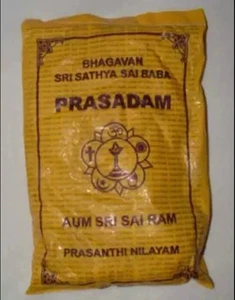 BHAGAVAN
SRI SATHYA SAI BABA
PRASADAM
AUM SRI SAI RAM
PRASANTHI NILAYAM